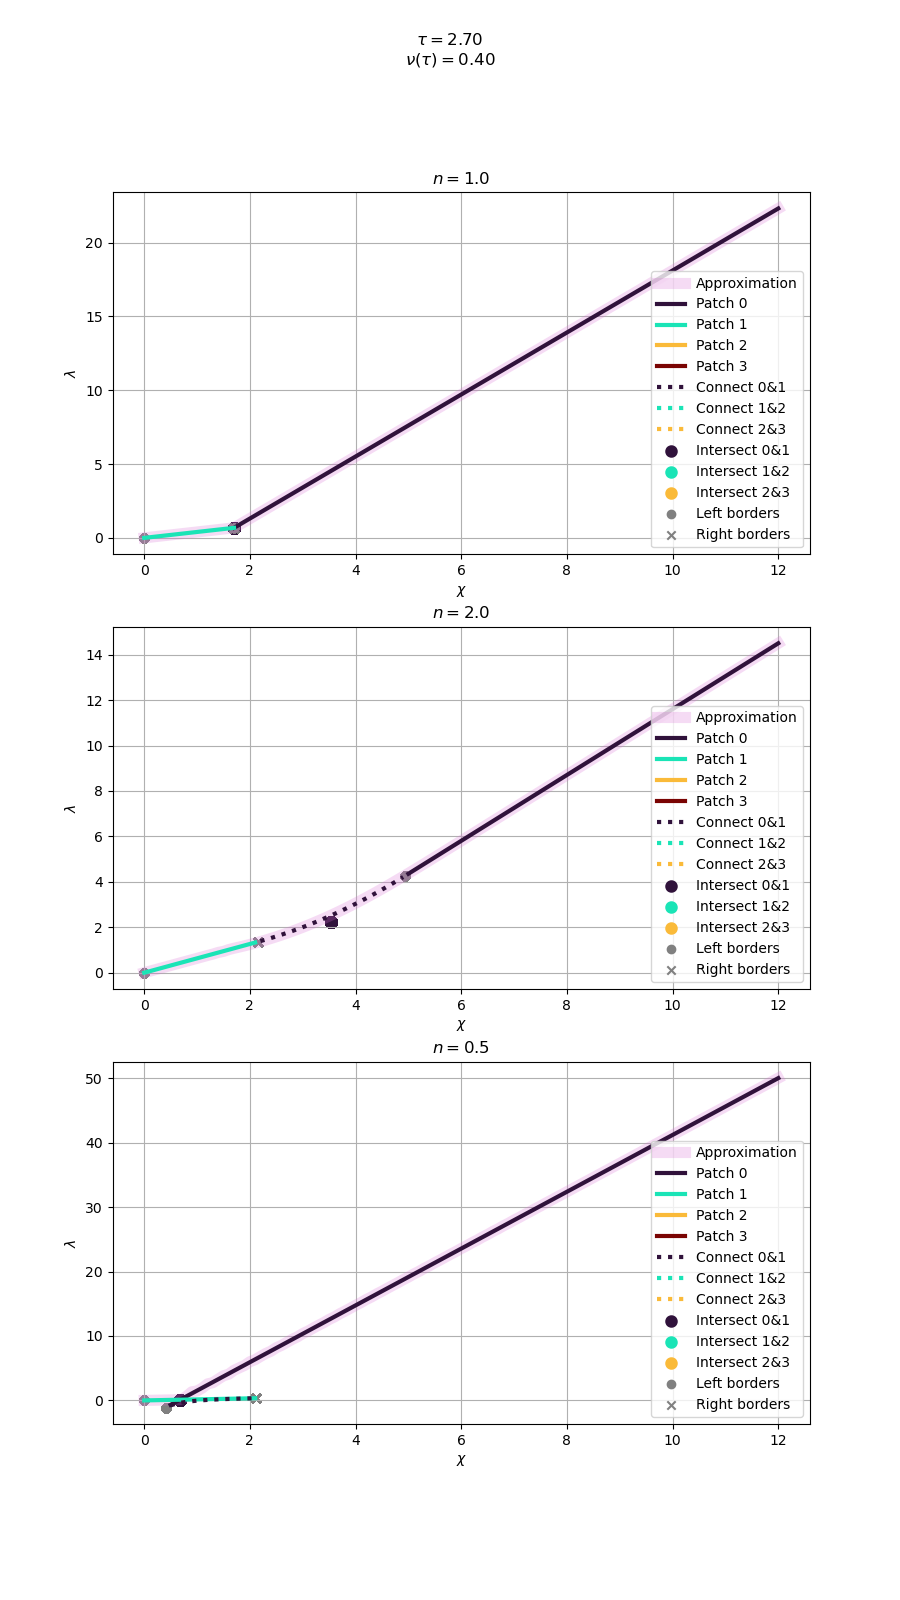 τ = 2.70
ν(τ) = 0.40
n = 1.0
20
15
10
5
0
λ
0 2 4 6 8 10 12
χ
Approximation
Patch 0
Patch 1
Patch 2
Patch 3
Connect 0&1
Connect 1&2
Connect 2&3
Intersect 0&1
Intersect 1&2
Intersect 2&3
Left borders
Right borders
n = 2.0
14
12
10
8
6
4
2
0
λ
0 2 4 6 8 10 12
χ
Approximation
Patch 0
Patch 1
Patch 2
Patch 3
Connect 0&1
Connect 1&2
Connect 2&3
Intersect 0&1
Intersect 1&2
Intersect 2&3
Left borders
Right borders
n = 0.5
50
40
30
20
10
0
λ
0 2 4 6 8 10 12
χ
Approximation
Patch 0
Patch 1
Patch 2
Patch 3
Connect 0&1
Connect 1&2
Connect 2&3
Intersect 0&1
Intersect 1&2
Intersect 2&3
Left borders
Right borders